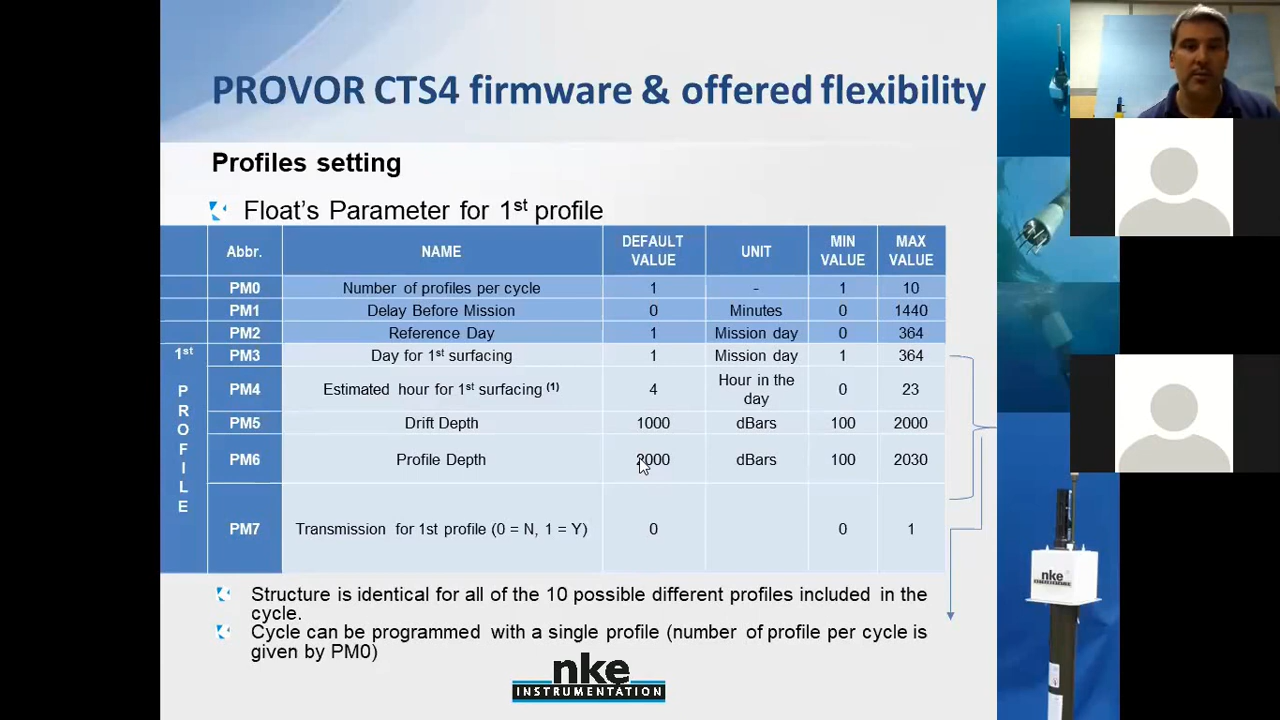 PROVOR CTS4 firmware & offered flexibility
Profiles setting
Float's Parameter for 1st profile
Abbr. NAME DEFAULT VALUE UNIT MIN VALUE MAX VALUE
PM0 Number of profiles per cycle 1 - 1 10
PM1 Delay Before Mission 0 Minutes 0 1440
PM2 Reference Day 1 Mission day 0 364
1st PROFILE
PM3 Day for 1st surfacing 1 Mission day 1 364
PM4 Estimated hour for 1st surfacing (1) 4 Hour in the day 0 23
PM5 Drift Depth 1000 dBars 100 2000
PM6 Profile Depth 2000 dBars 100 2030
PM7 Transmission for 1st profile (0 = N, 1 = Y) 0 0 1
Structure is identical for all of the 10 possible different profiles included in the
cycle.
Cycle can be programmed with a single profile (number of profile per cycle is
given by PM0)
nke
INSTRUMENTATION
nke